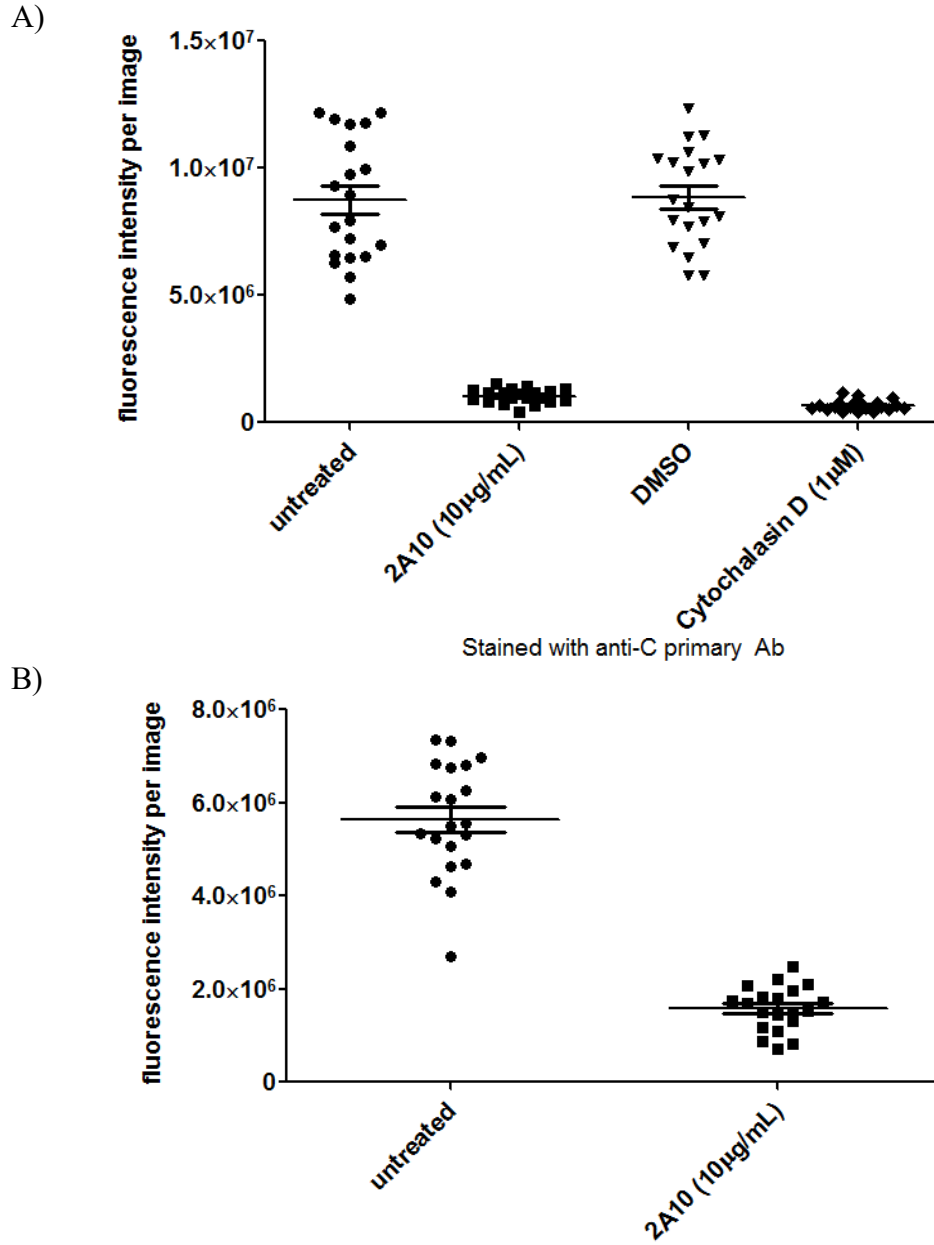 A)
fluorescence intensity per image
1.5×10⁷
1.0×10⁷
5.0×10⁶
0
untreated
2A10 (10μg/mL)
DMSO
Cytochalasin D (1μM)
Stained with anti-C primary Ab
B)
fluorescence intensity per image
8.0×10⁶
6.0×10⁶
4.0×10⁶
2.0×10⁶
0
untreated
2A10 (10μg/mL)